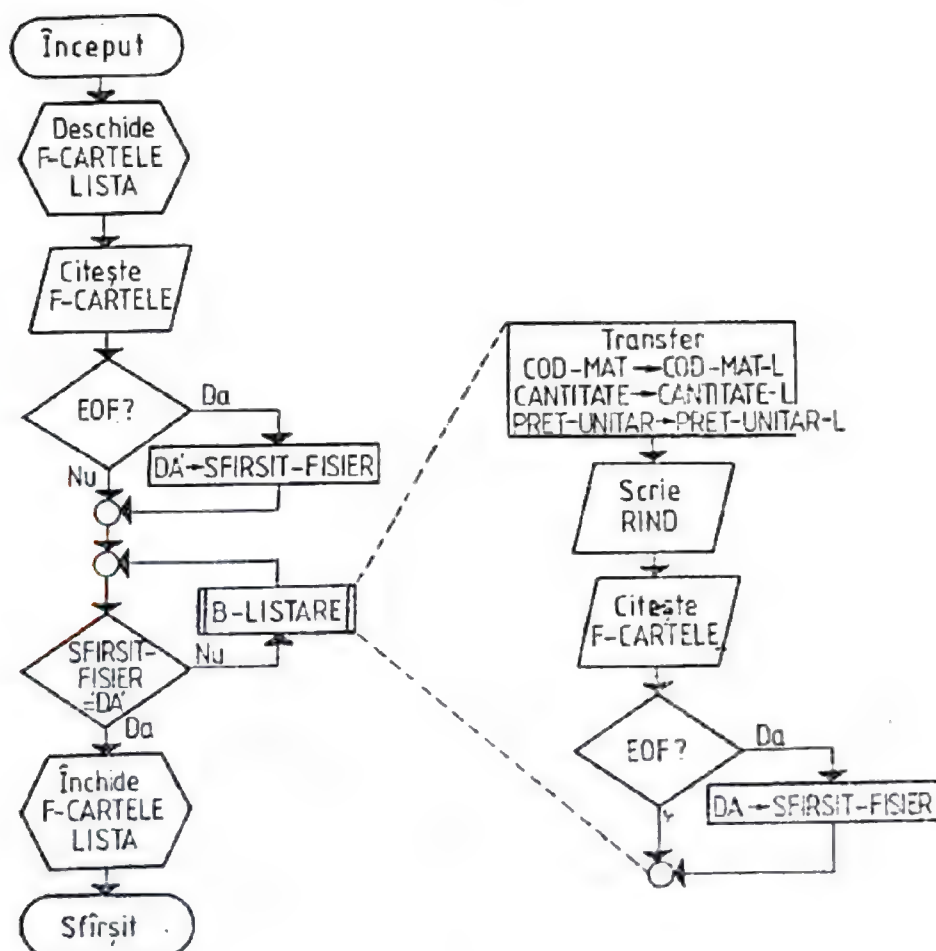 Început
Deschide
F-CARTELE
LISTA
Citește
F-CARTELE
EOF?
Da
Nu
'DA'→SFIRSIT-FISIER
B-LISTARE
SFIRSIT-
FISIER
='DA'
Nu
Da
Închide
F-CARTELE
LISTA
Sfîrșit
Transfer
COD-MAT→COD-MAT-L
CANTITATE→CANTITATE-L
PRET-UNITAR→PRET-UNITAR-L
Scrie
RIND
Citește
F-CARTELE
EOF?
Da
DA→SFIRSIT-FISIER